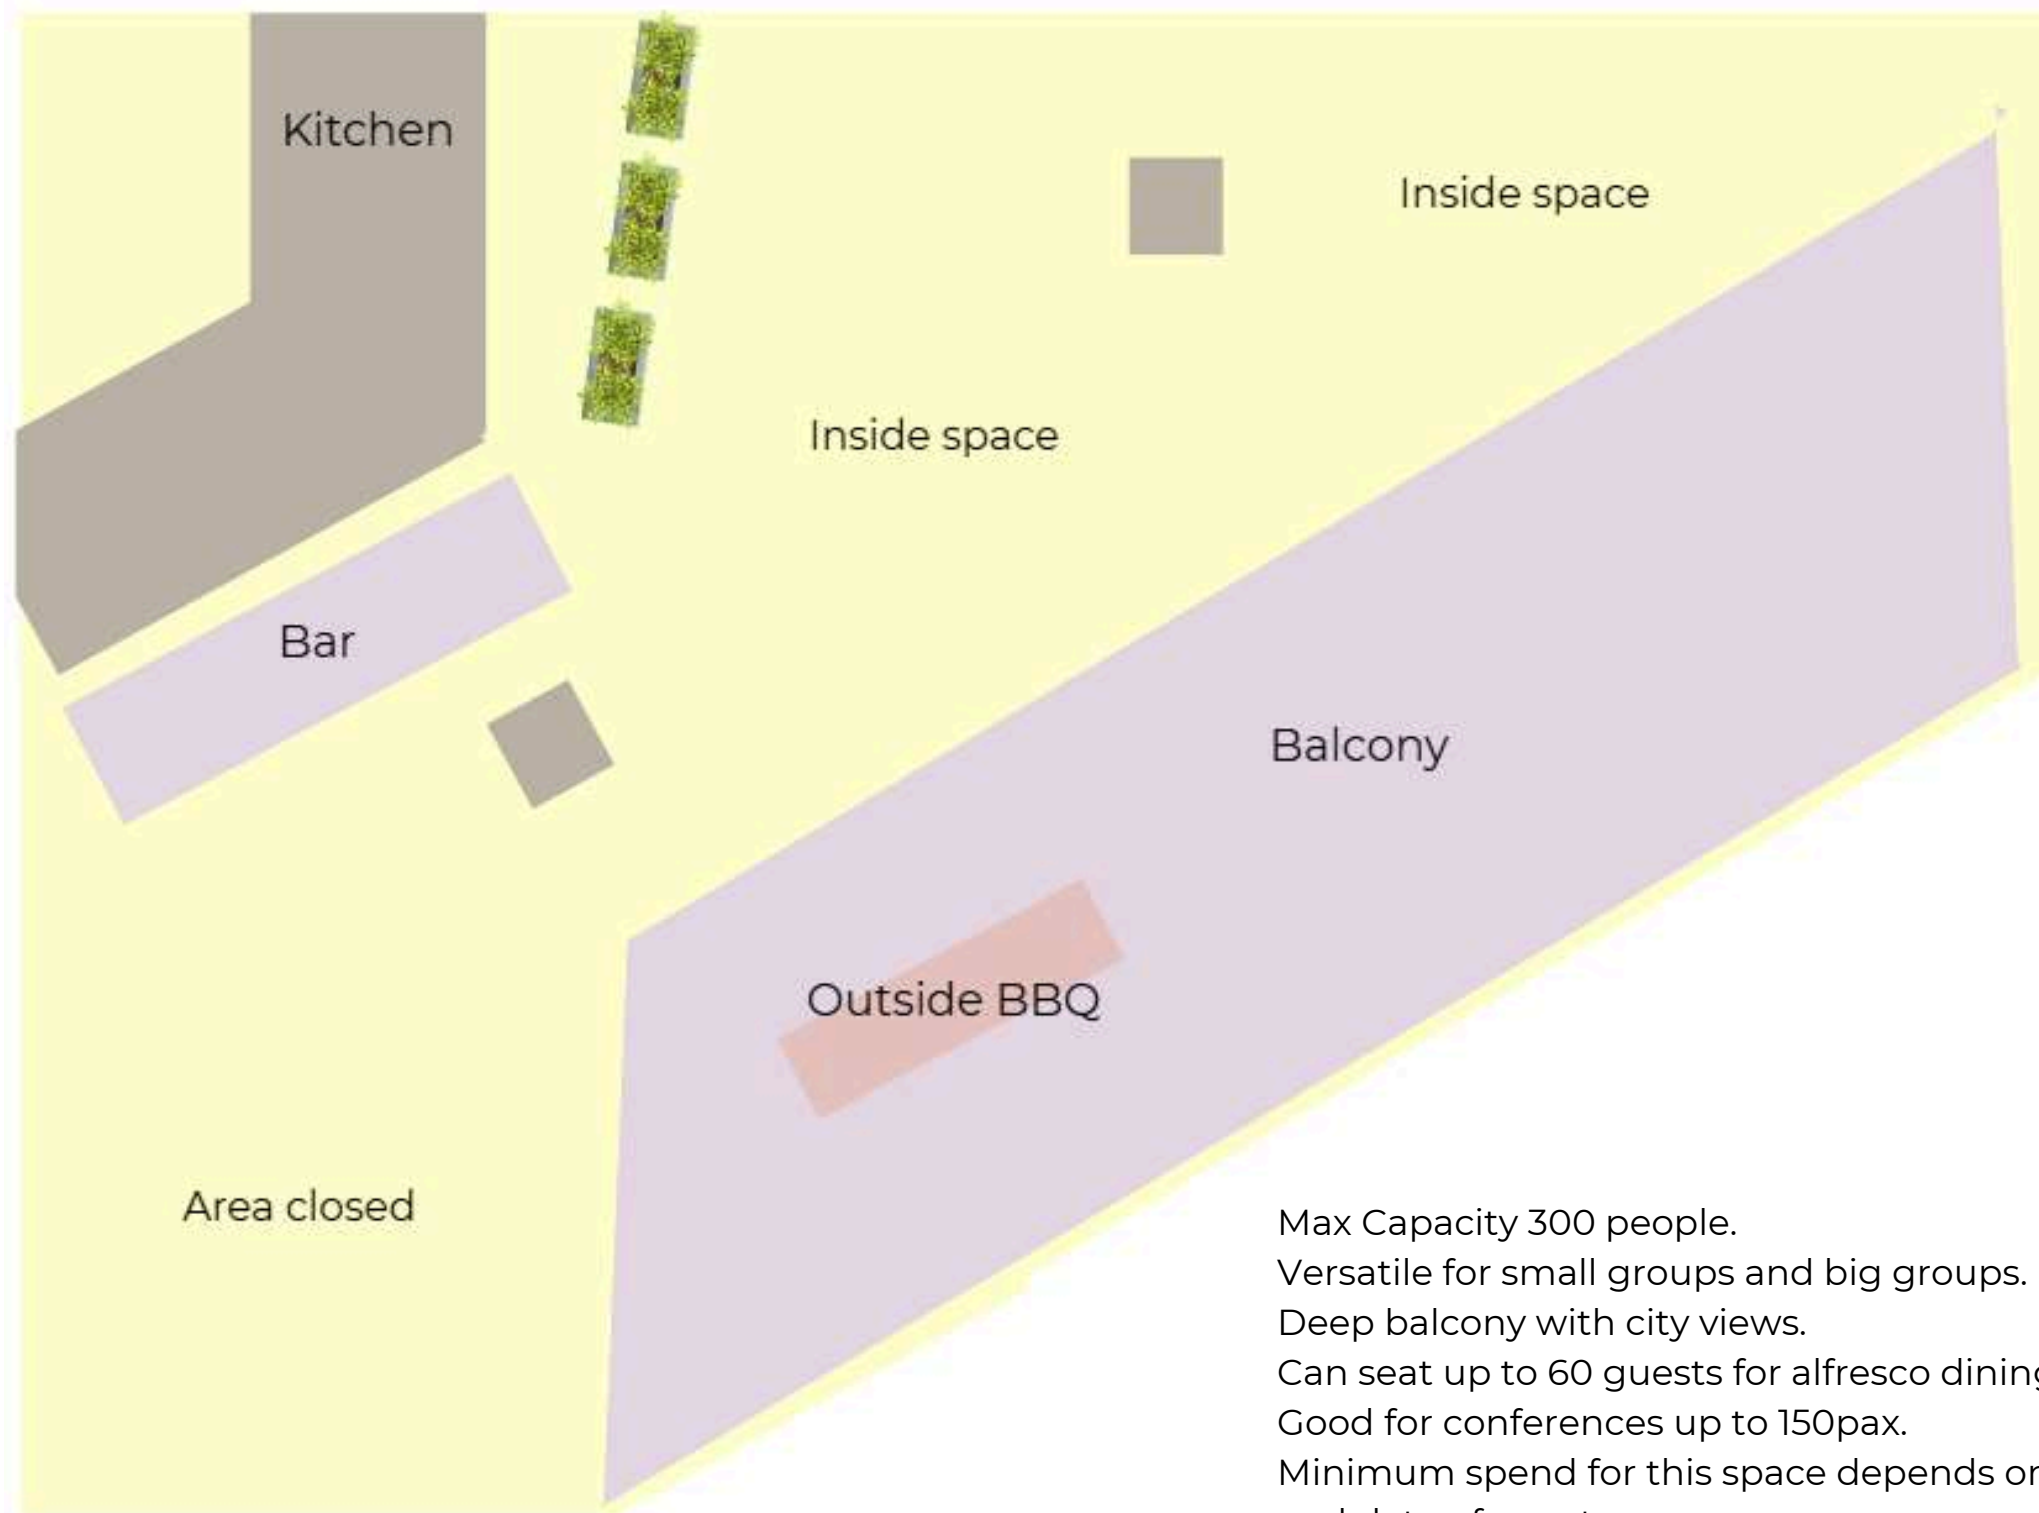 Kitchen
Inside space
Inside space
Bar
Balcony
Outside BBQ
Area closed
Max Capacity 300 people.
Versatile for small groups and big groups.
Deep balcony with city views.
Can seat up to 60 guests for alfresco dining
Good for conferences up to 150pax.
Minimum spend for this space depends on